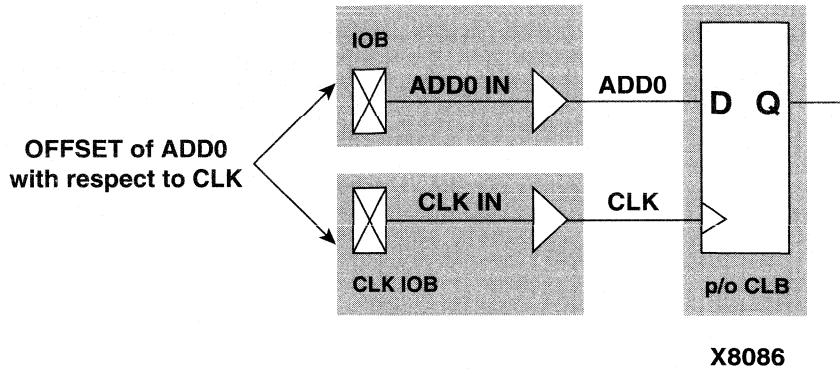 IOB
ADD0 IN
ADD0
D Q
OFFSET of ADD0
with respect to CLK
CLK IN
CLK
CLK IOB
p/o CLB
X8086